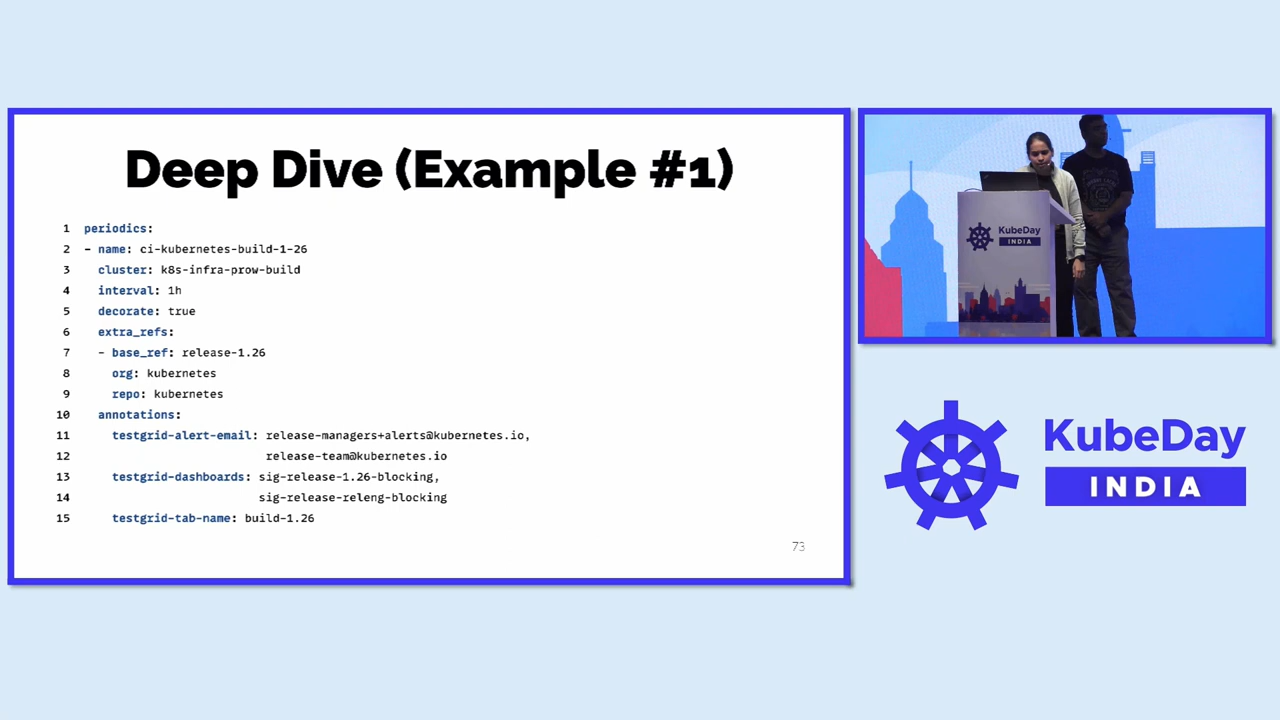 Deep Dive (Example #1)
1 periodics:
2 - name: ci-kubernetes-build-1-26
3 cluster: k8s-infra-prow-build
4 interval: 1h
5 decorate: true
6 extra_refs:
7 - base_ref: release-1.26
8 org: kubernetes
9 repo: kubernetes
10 annotations:
11 testgrid-alert-email: release-managers+alerts@kubernetes.io,
12 release-team@kubernetes.io
13 testgrid-dashboards: sig-release-1.26-blocking,
14 sig-release-releng-blocking
15 testgrid-tab-name: build-1.26
73
KubeDay
INDIA
KubeDay
INDIA